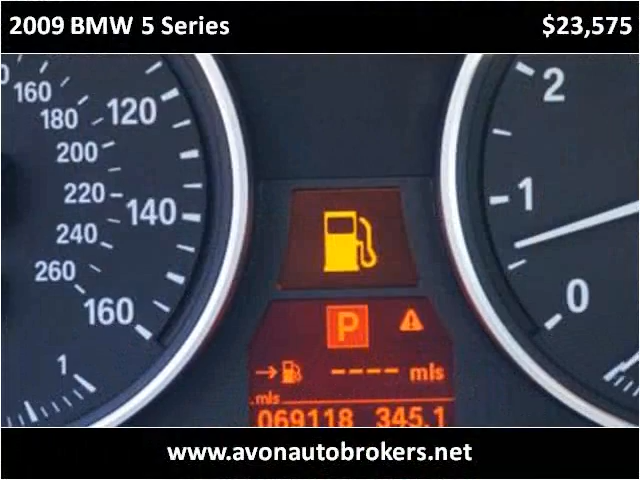 2009 BMW 5 Series $23,575
160
180
120
200
220
140
240
260
160
1
2
1
0
P
---- mls
mls
069118 345.1
www.avonautobrokers.net